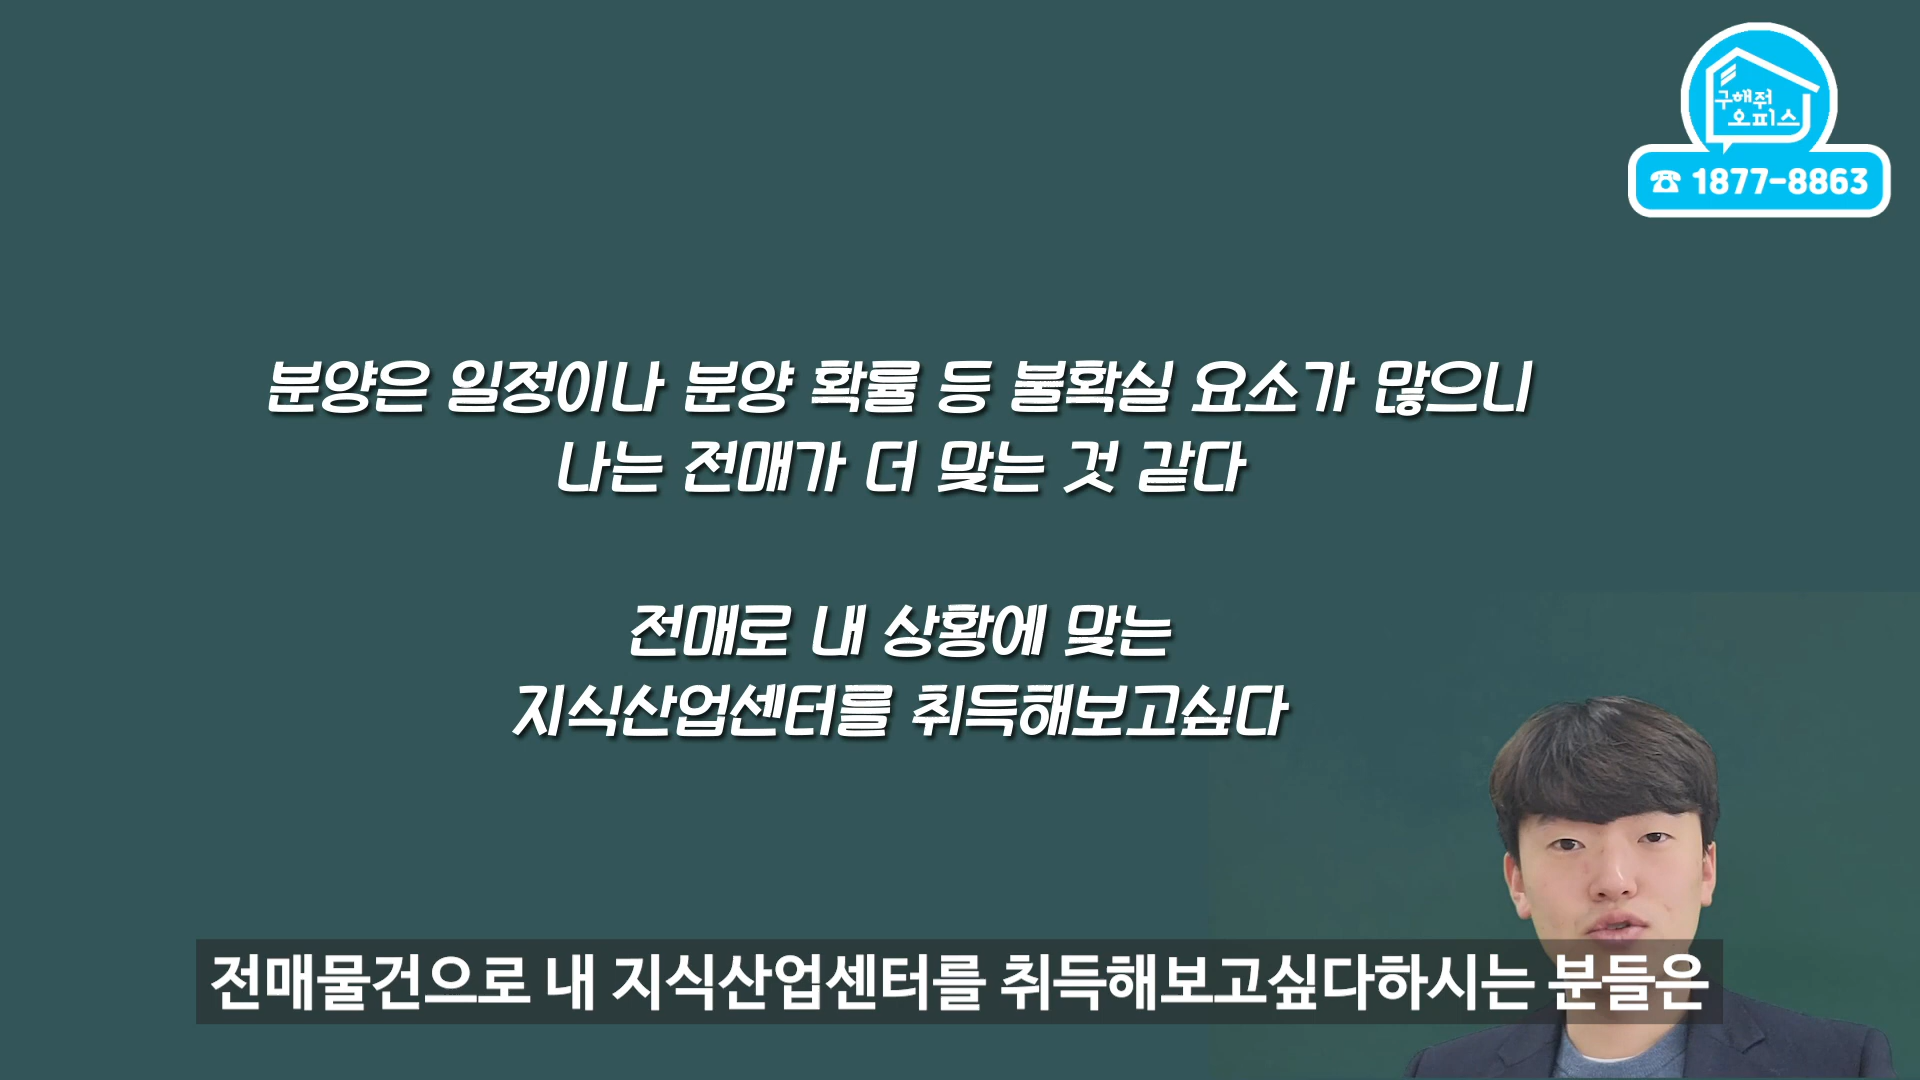 구해줘
오피스
☎ 1877-8863
분양은 일정이나 분양 확률 등 불확실 요소가 많으니
나는 전매가 더 맞는 것 같다
전매로 내 상황에 맞는
지식산업센터를 취득해보고싶다
전매물건으로 내 지식산업센터를 취득해보고싶다하시는 분들은